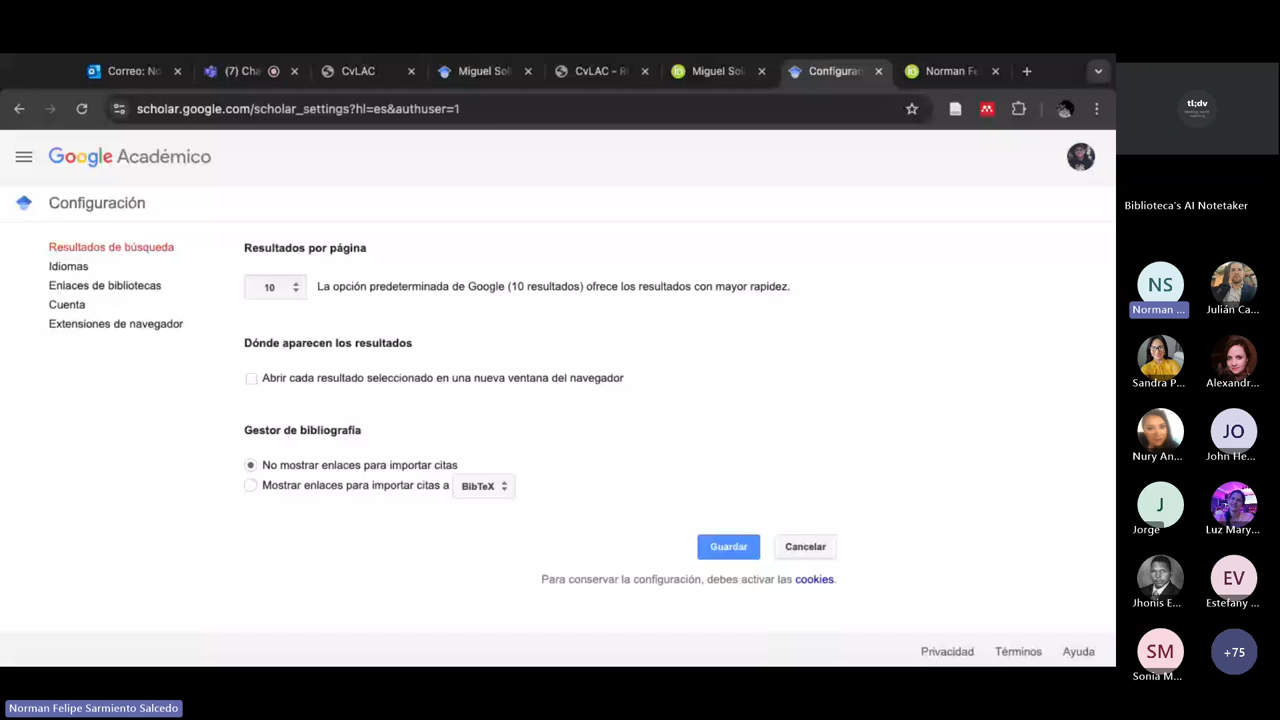 Correo: No
(7) Cha
CvLAC
Miguel Soli
CvLAC - RI
Miguel Soli
Configurac
Norman Fe
scholar.google.com/scholar_settings?hl=es&authuser=1
Google Académico
Configuración
Resultados de búsqueda
Idiomas
Enlaces de bibliotecas
Cuenta
Extensiones de navegador
Resultados por página
10
La opción predeterminada de Google (10 resultados) ofrece los resultados con mayor rapidez.
Dónde aparecen los resultados
Abrir cada resultado seleccionado en una nueva ventana del navegador
Gestor de bibliografía
No mostrar enlaces para importar citas
Mostrar enlaces para importar citas a BibTeX
Guardar
Cancelar
Para conservar la configuración, debes activar las cookies.
Privacidad
Términos
Ayuda
tl;dv
Biblioteca's AI Notetaker
NS
Norman ...
Julián Ca...
Sandra P...
Alexandr...
Nury An...
JO
John He...
J
Jorge
Luz Mary...
Jhonis E...
EV
Estefany ...
SM
Sonia M...
+75
Norman Felipe Sarmiento Salcedo